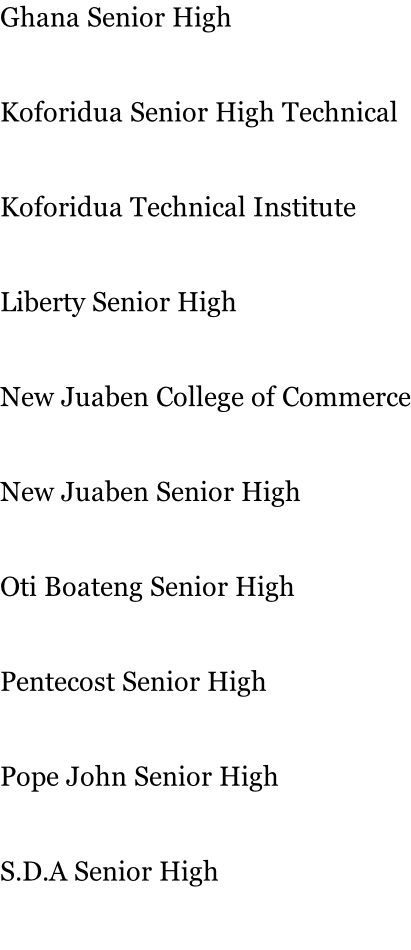 Ghana Senior High
Koforidua Senior High Technical
Koforidua Technical Institute
Liberty Senior High
New Juaben College of Commerce
New Juaben Senior High
Oti Boateng Senior High
Pentecost Senior High
Pope John Senior High
S.D.A Senior High